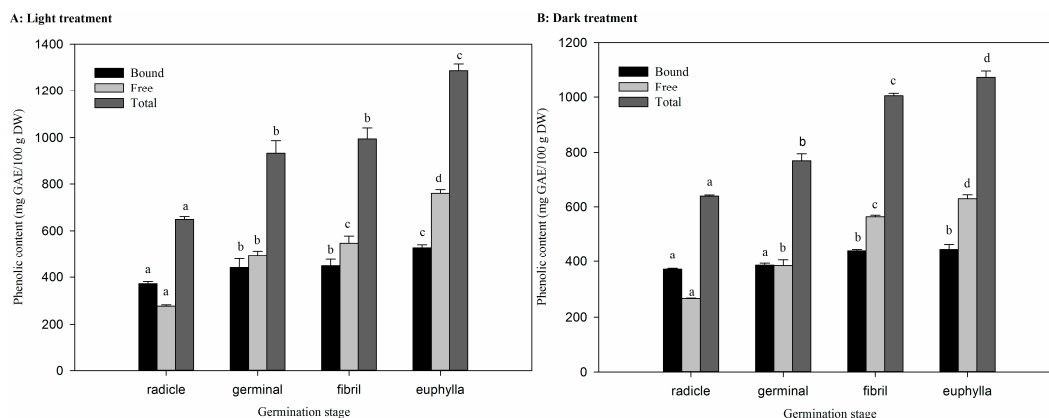 A: Light treatment
Phenolic content (mg GAE/100 g DW)
1400
1200
1000
800
600
400
200
0
Bound
Free
Total
a
a
a
b
b
b
b
c
b
c
d
c
radicle
germinal
fibril
euphylla
Germination stage
B: Dark treatment
Phenolic content (mg GAE/100 g DW)
1200
1000
800
600
400
200
0
Bound
Free
Total
a
a
a
a
b
b
b
c
c
b
d
d
radicle
germinal
fibril
euphylla
Germination stage